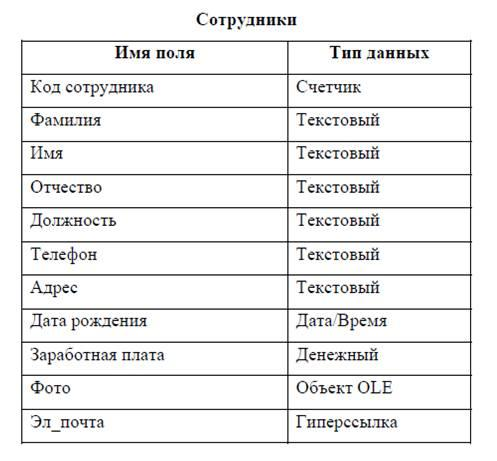 Сотрудники
Имя поля Тип данных
Код сотрудника Счетчик
Фамилия Текстовый
Имя Текстовый
Отчество Текстовый
Должность Текстовый
Телефон Текстовый
Адрес Текстовый
Дата рождения Дата/Время
Заработная плата Денежный
Фото Объект OLE
Эл_почта Гиперссылка